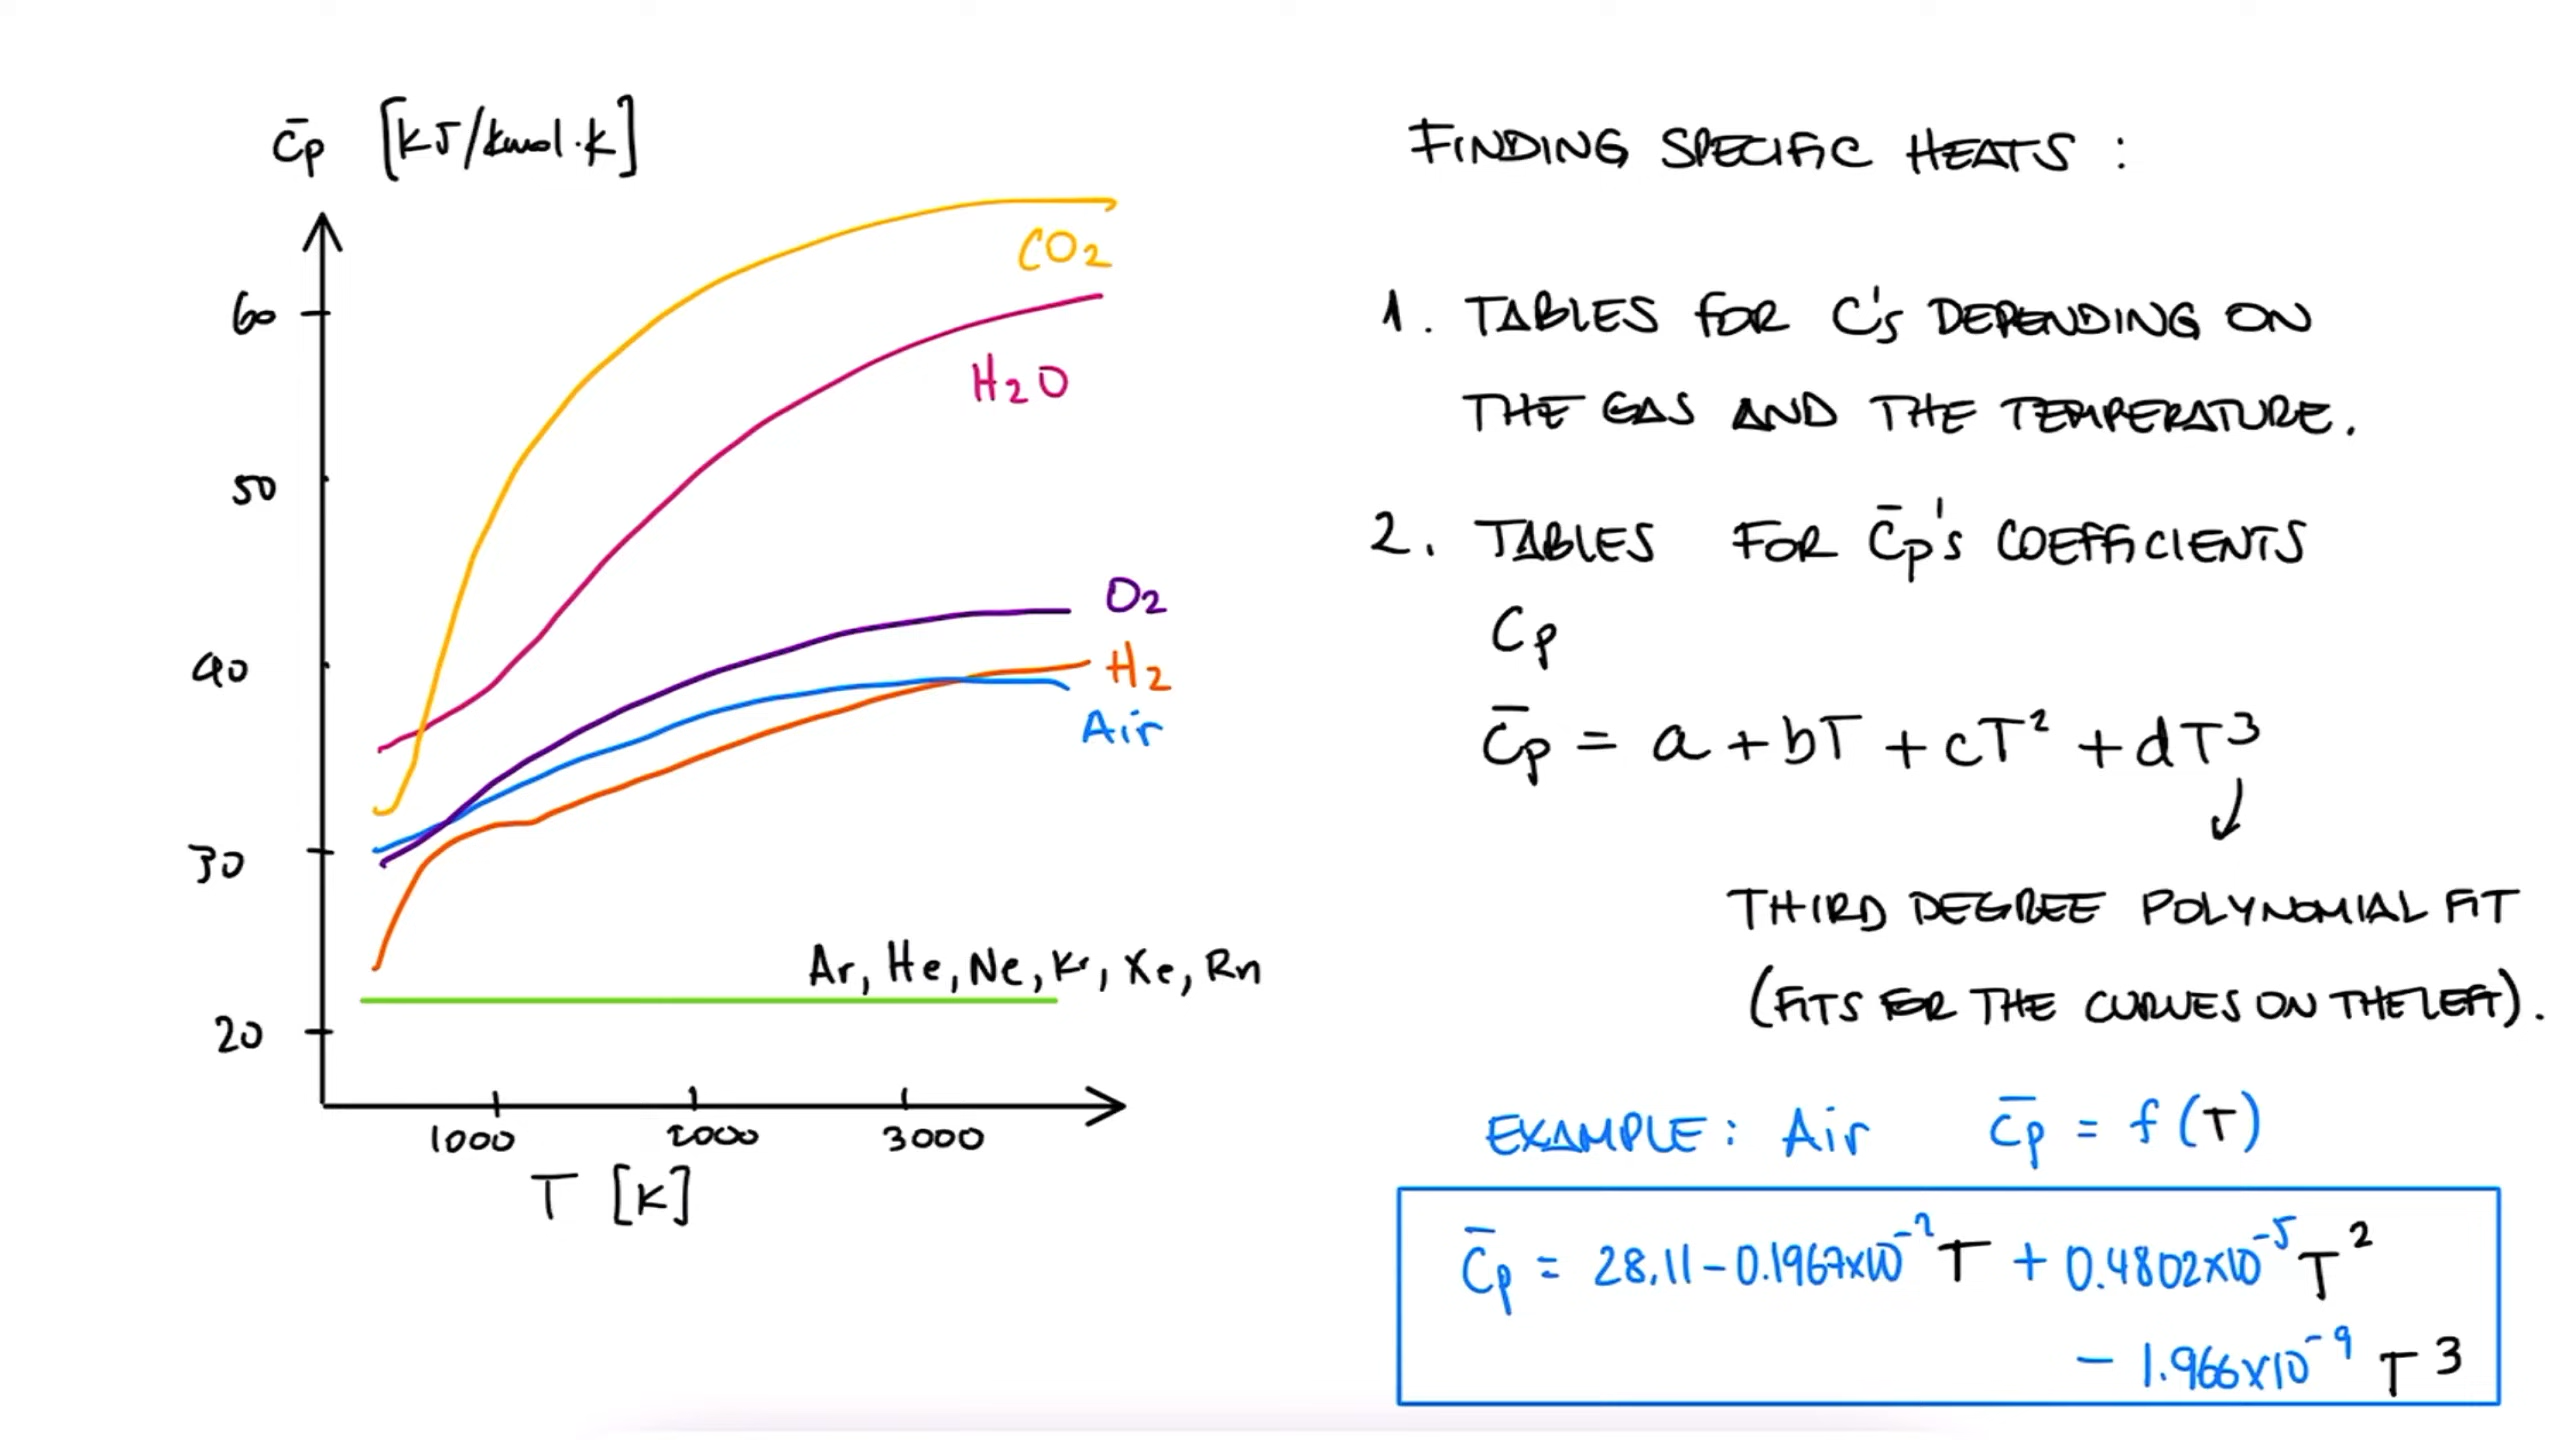 c̄p [kJ/kmol·K]
60
50
40
30
20
CO₂
H₂O
O₂
H₂
Air
Ar, He, Ne, Kr, Xe, Rn
1000 2000 3000
T [K]
FINDING SPECIFIC HEATS :
1. TABLES FOR C's DEPENDING ON
THE GAS AND THE TEMPERATURE.
2. TABLES FOR c̄p's COEFFICIENTS
Cp
c̄p = a + bT + cT² + dT³
THIRD DEGREE POLYNOMIAL FIT
(FITS FOR THE CURVES ON THE LEFT).
EXAMPLE: Air c̄p = f(T)
c̄p = 28.11 - 0.1967x10⁻² T + 0.4802x10⁻⁵ T²
- 1.966x10⁻⁹ T³